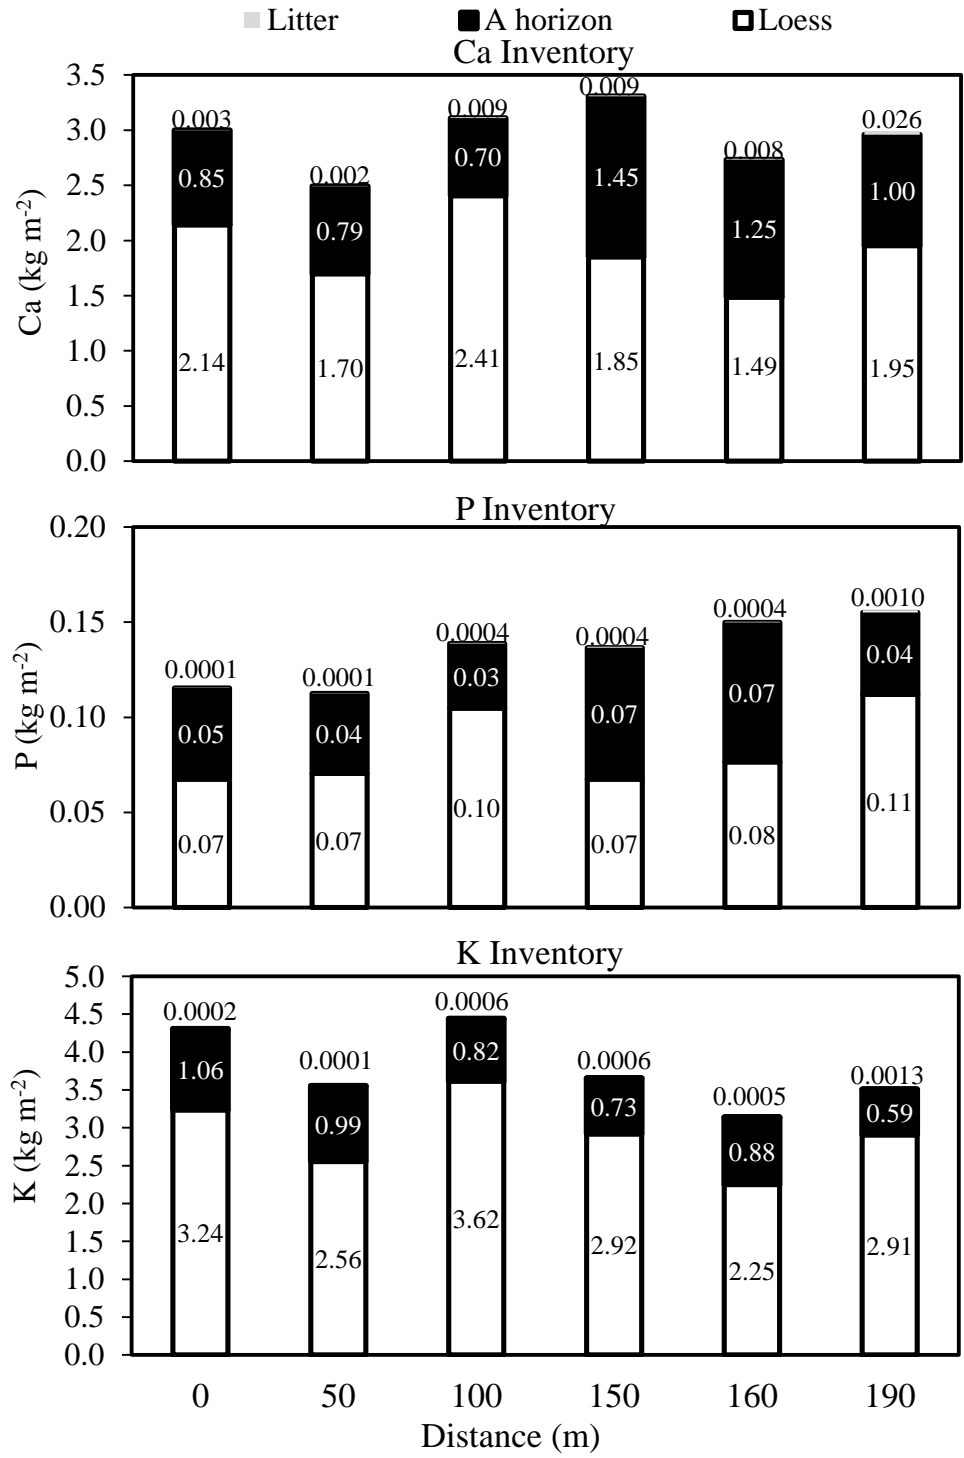 Litter A horizon Loess
Ca Inventory
3.5
3.0
2.5
2.0
1.5
1.0
0.5
0.0
Ca (kg m-2)
0.003 0.002 0.009 0.009 0.008 0.026
0.85 0.79 0.70 1.45 1.25 1.00
2.14 1.70 2.41 1.85 1.49 1.95
P Inventory
0.20
0.15
0.10
0.05
0.00
P (kg m-2)
0.0001 0.0001 0.0004 0.0004 0.0004 0.0010
0.05 0.04 0.03 0.07 0.07 0.04
0.07 0.07 0.10 0.07 0.08 0.11
K Inventory
5.0
4.5
4.0
3.5
3.0
2.5
2.0
1.5
1.0
0.5
0.0
K (kg m-2)
0.0002 0.0001 0.0006 0.0006 0.0005 0.0013
1.06 0.99 0.82 0.73 0.88 0.59
3.24 2.56 3.62 2.92 2.25 2.91
0 50 100 150 160 190
Distance (m)